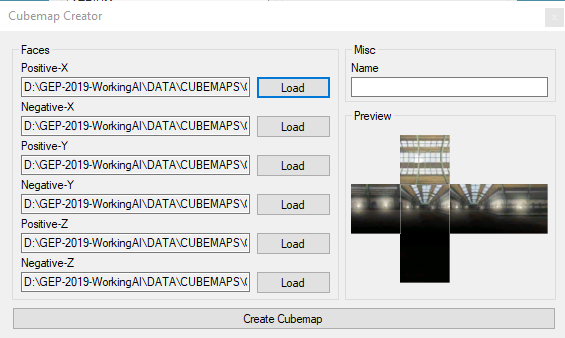 Cubemap Creator
Faces
Positive-X
D:\GEP-2019-WorkingAI\DATA\CUBEMAPS\
Load
Negative-X
D:\GEP-2019-WorkingAI\DATA\CUBEMAPS\
Load
Positive-Y
D:\GEP-2019-WorkingAI\DATA\CUBEMAPS\
Load
Negative-Y
D:\GEP-2019-WorkingAI\DATA\CUBEMAPS\
Load
Positive-Z
D:\GEP-2019-WorkingAI\DATA\CUBEMAPS\
Load
Negative-Z
D:\GEP-2019-WorkingAI\DATA\CUBEMAPS\
Load
Misc
Name
Preview
Create Cubemap